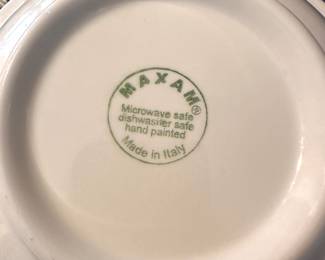 MAXAM®
Microwave safe
dishwasher safe
hand painted
Made in Italy